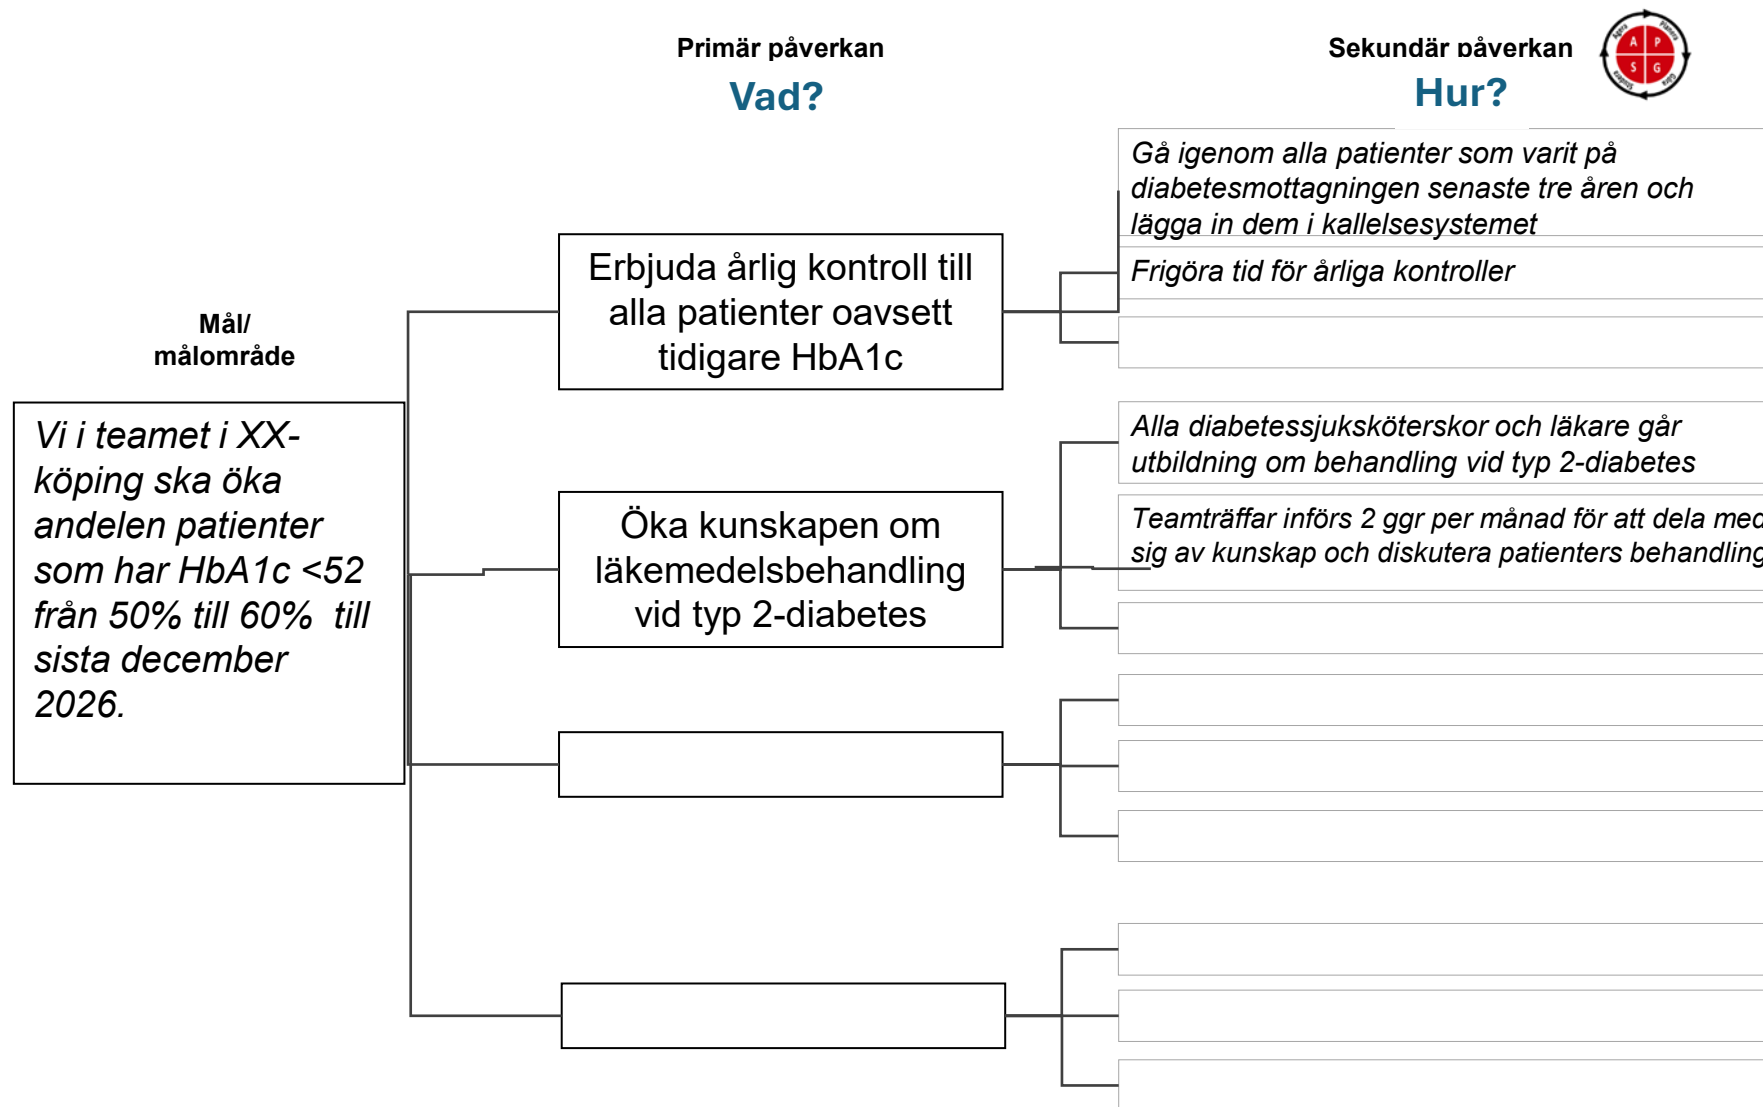 Primär påverkan
Vad?
Sekundär påverkan
Hur?
Agera
Planera
A P
S G
Studera
Göra
Mål/
målområde
Vi i teamet i XX-
köping ska öka
andelen patienter
som har HbA1c <52
från 50% till 60% till
sista december
2026.
Erbjuda årlig kontroll till
alla patienter oavsett
tidigare HbA1c
Gå igenom alla patienter som varit på
diabetesmottagningen senaste tre åren och
lägga in dem i kallelsesystemet
Frigöra tid för årliga kontroller
Öka kunskapen om
läkemedelsbehandling
vid typ 2-diabetes
Alla diabetessjuksköterskor och läkare går
utbildning om behandling vid typ 2-diabetes
Teamträffar införs 2 ggr per månad för att dela med
sig av kunskap och diskutera patienters behandling